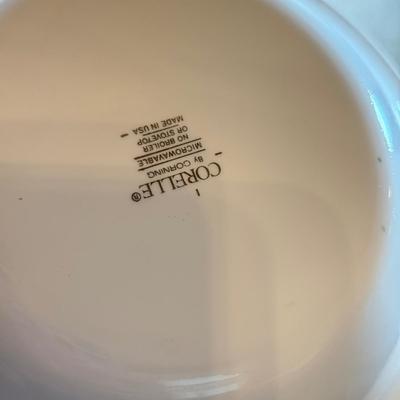 CORELLE®
By CORNING
MICROWAVABLE
NO BROILER
OR STOVETOP
MADE IN USA